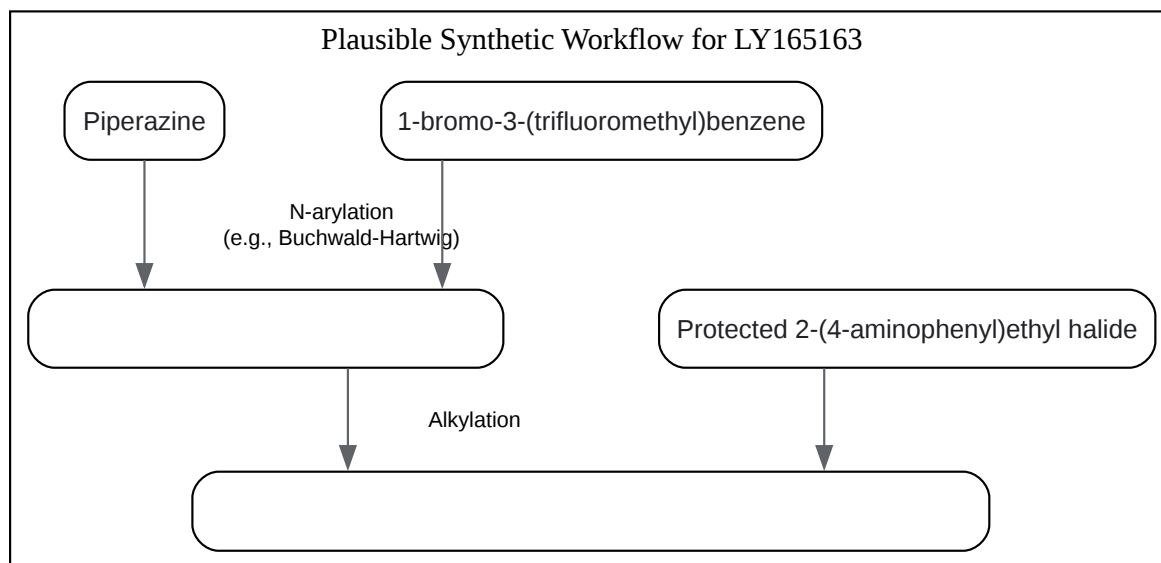 Plausible Synthetic Workflow for LY165163
Piperazine
1-bromo-3-(trifluoromethyl)benzene
N-arylation
(e.g., Buchwald-Hartwig)
Protected 2-(4-aminophenyl)ethyl halide
Alkylation